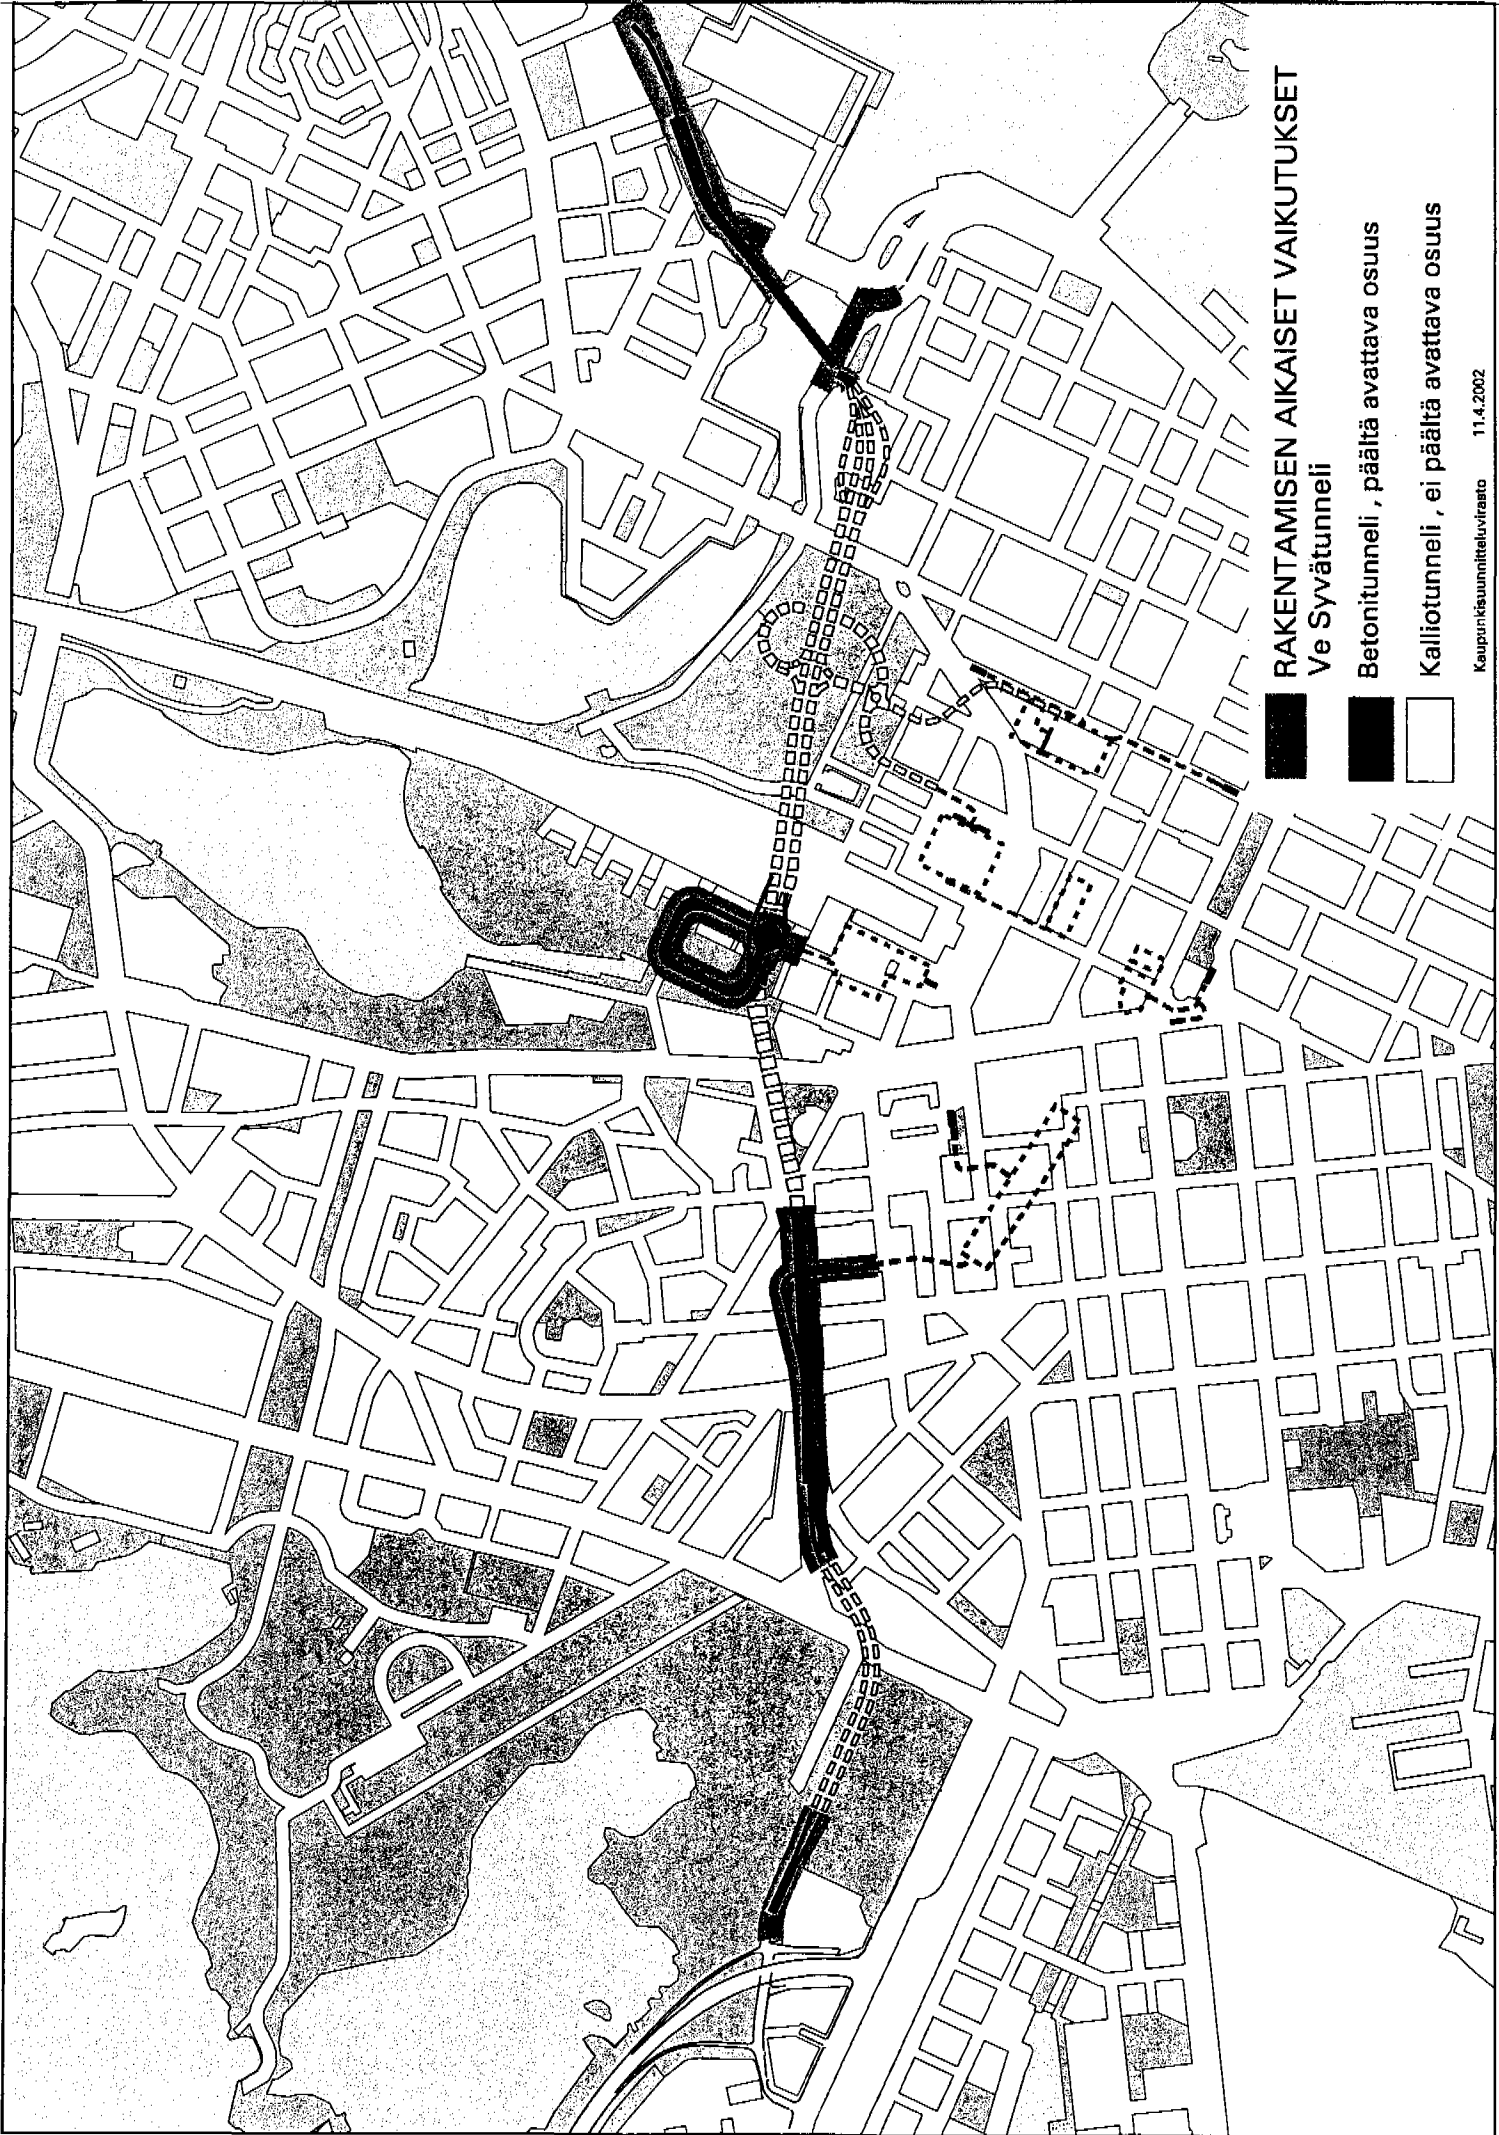 RAKENTAMISEN AIKAISET VAIKUTUKSET
Ve Syvätunneli
Betonitunneli , päältä avattava osuus
Kalliotunneli , ei päältä avattava osuus
Kaupunkisuunnitteluvirasto 11.4.2002